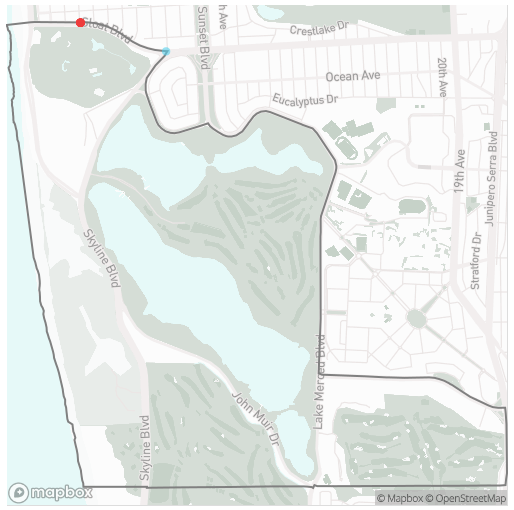 Sloat Blvd
Sunset Blvd
h Ave
Crestlake Dr
Ocean Ave
20th Ave
Eucalyptus Dr
19th Ave
Junipero Serra Blvd
Stratford Dr
Skyline Blvd
Lake Merced Blvd
John Muir Dr
Skyline Blvd
mapbox
© Mapbox © OpenStreetMap